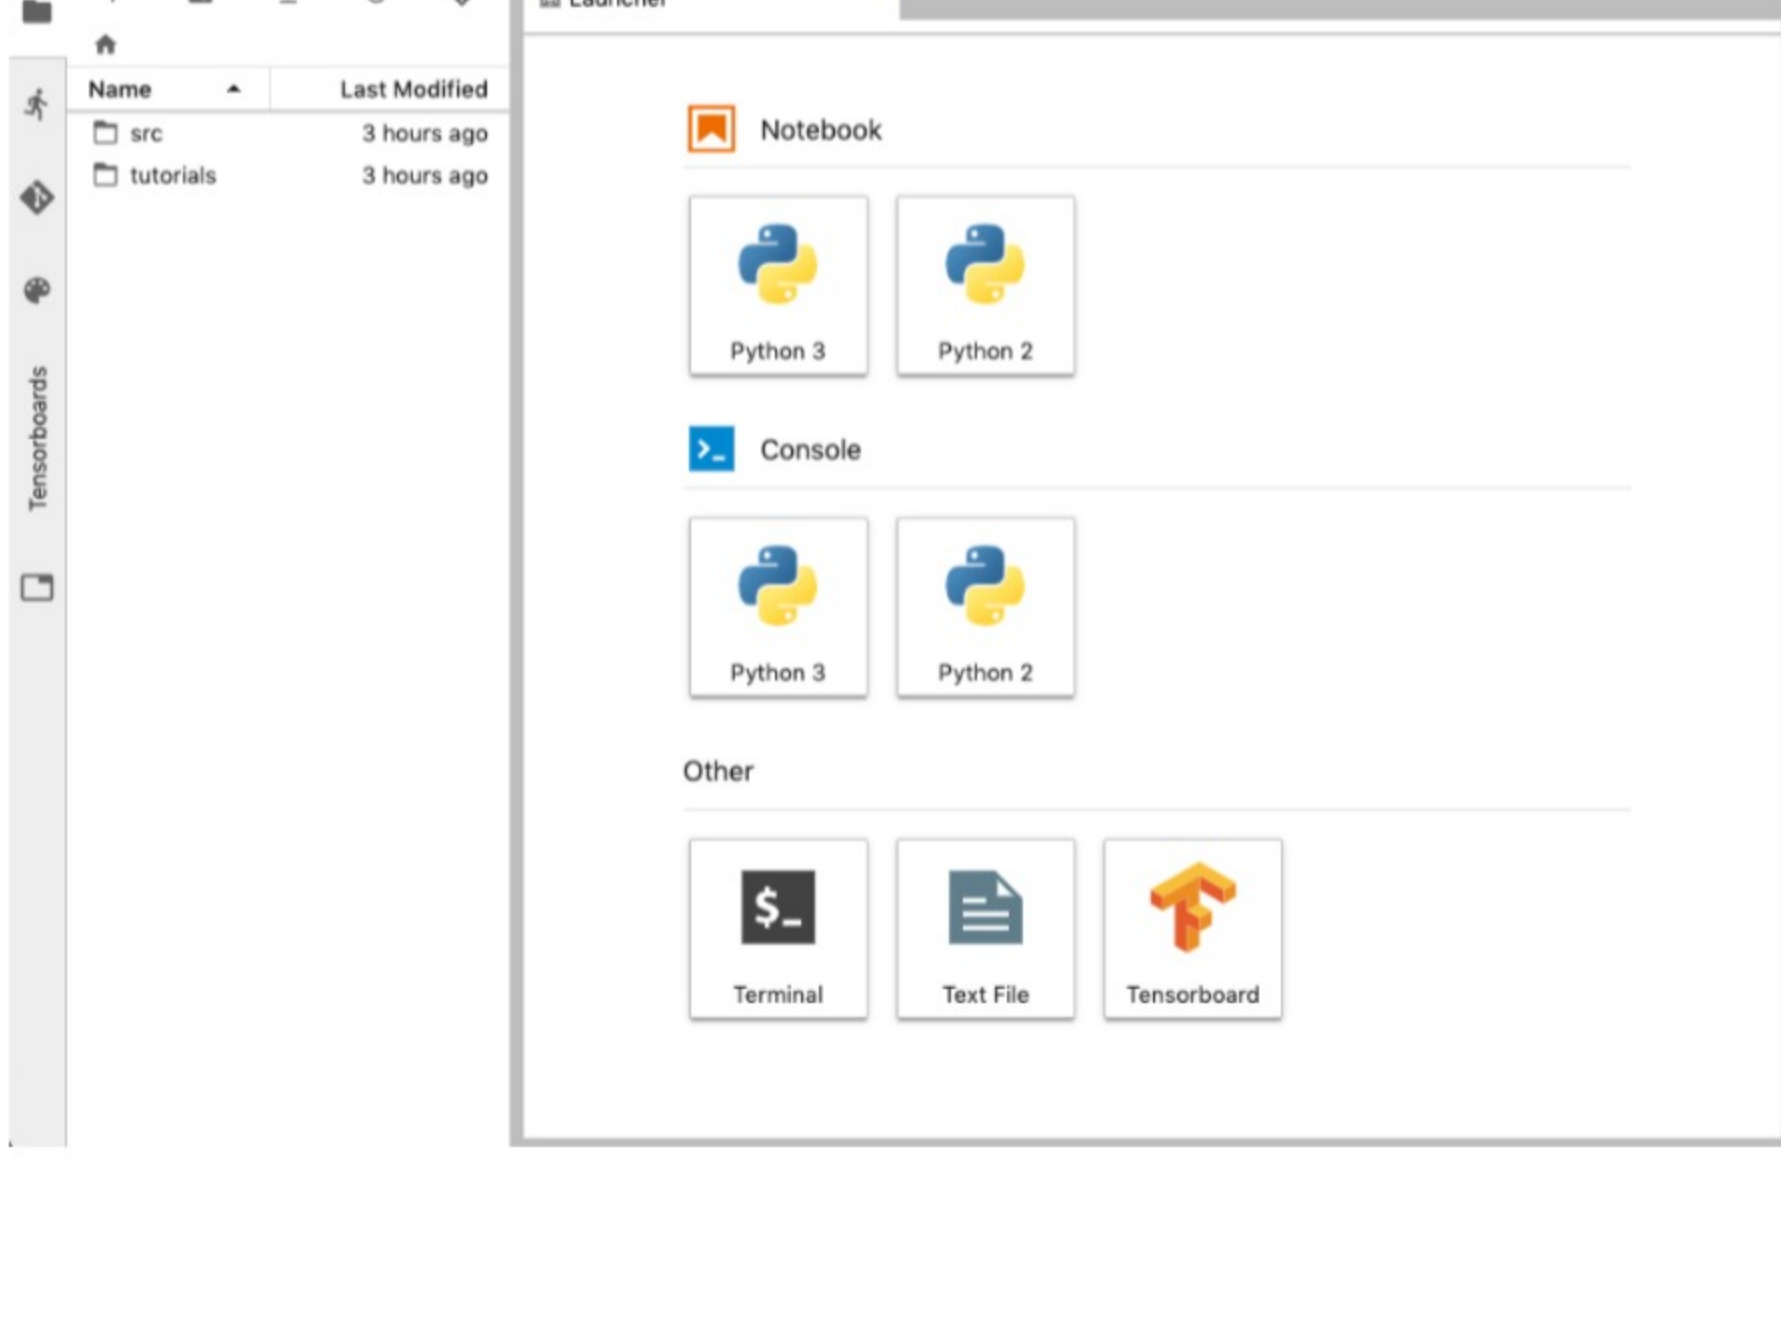 Launcher
Name
Last Modified
src
3 hours ago
tutorials
3 hours ago
Tensorboards
Notebook
Python 3
Python 2
Console
>_
Python 3
Python 2
Other
$_
Terminal
Text File
Tensorboard